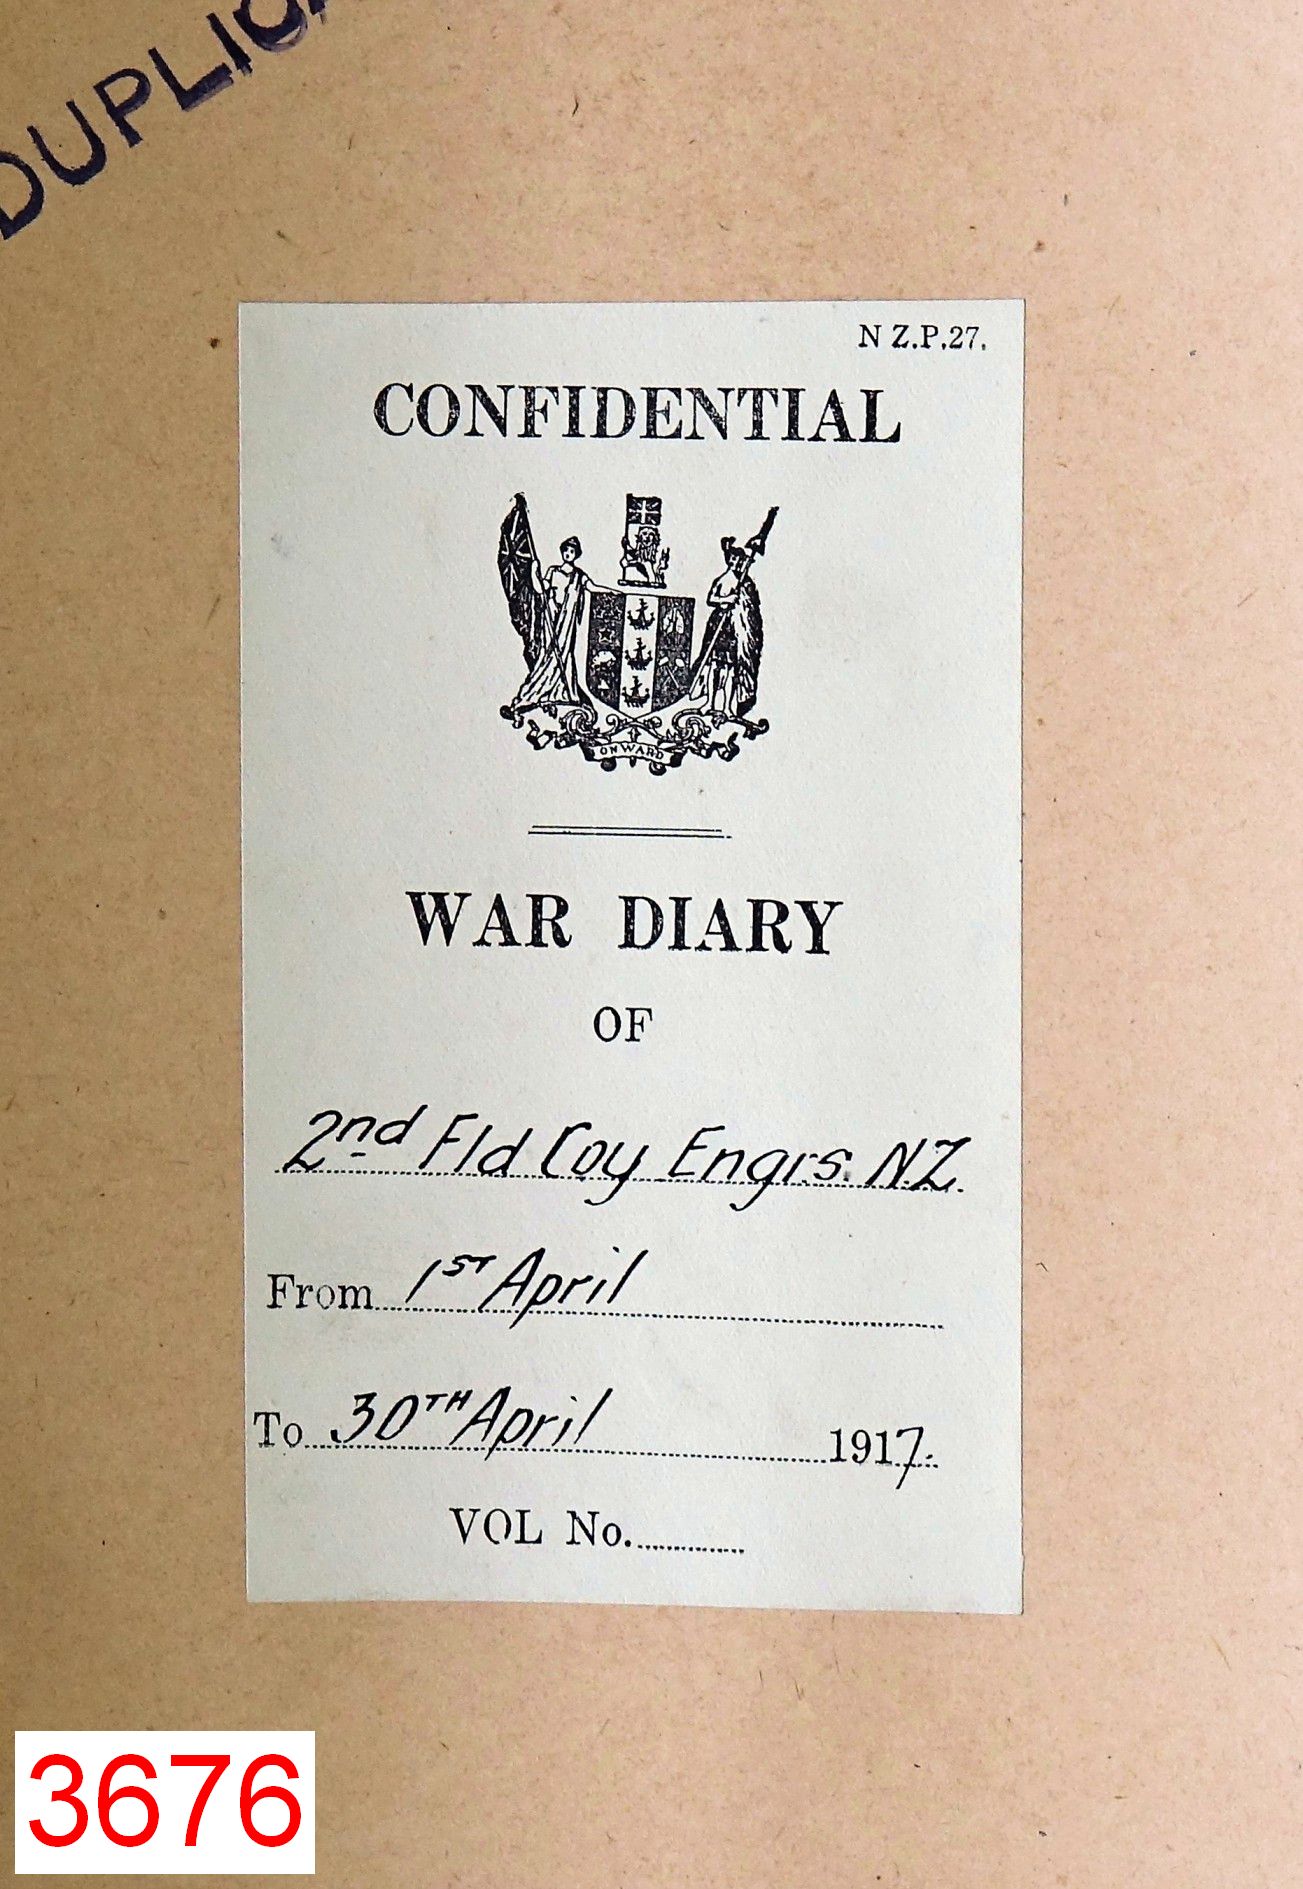 N Z.P.27.
CONFIDENTIAL
ONWARD
WAR DIARY
OF
2nd Fld Coy Engrs. N.Z.
From 1ST April
To 30TH April 1917.
VOL No.
3676